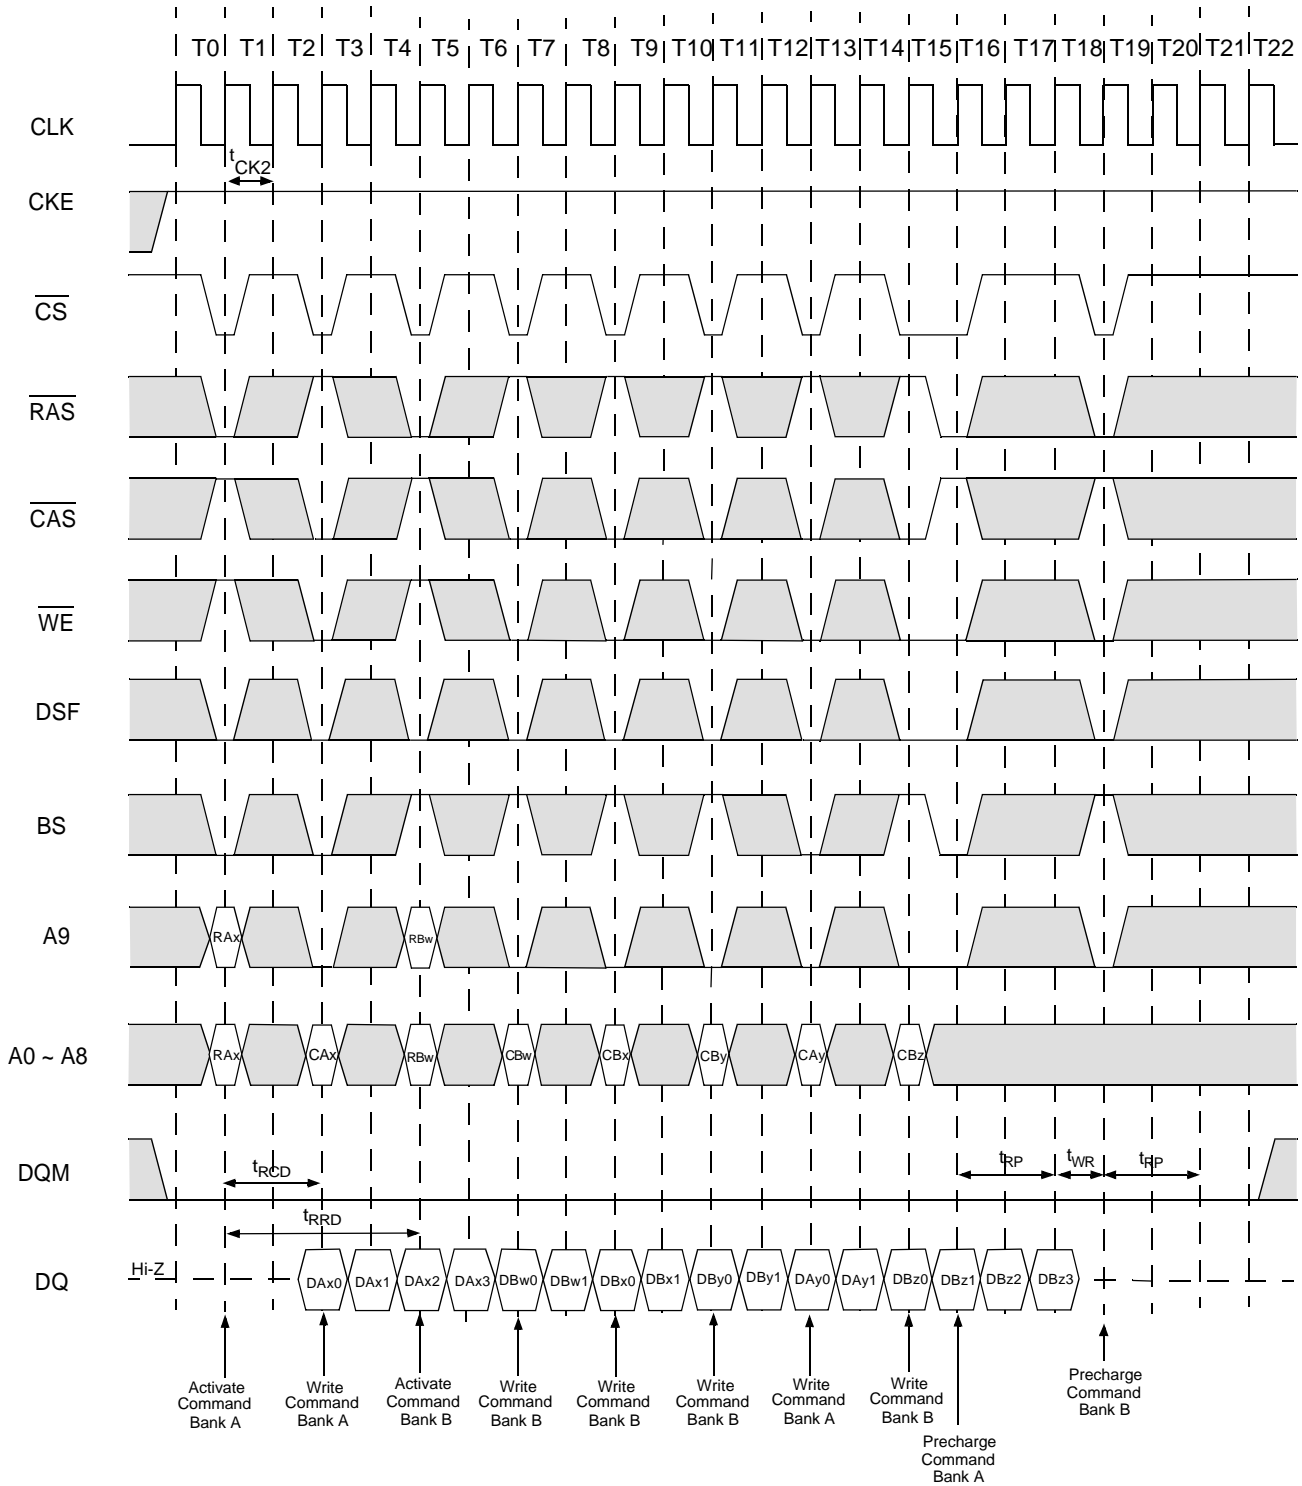 T0 T1 T2 T3 T4 T5 T6 T7 T8 T9 T10 T11 T12 T13 T14 T15 T16 T17 T18 T19 T20 T21 T22
CLK
tCK2
CKE
CS
RAS
CAS
WE
DSF
BS
A9
RAx RBw
A0 ~ A8
RAx CAx RBw CBw CBx CBy CAy CBz
DQM
tRCD
tRP tWR tRP
tRRD
DQ
Hi-Z
DAx0 DAx1 DAx2 DAx3 DBw0 DBw1 DBx0 DBx1 DBy0 DBy1 DAy0 DAy1 DBz0 DBz1 DBz2 DBz3
Activate
Command
Bank A
Write
Command
Bank A
Activate
Command
Bank B
Write
Command
Bank B
Write
Command
Bank B
Write
Command
Bank B
Write
Command
Bank A
Write
Command
Bank B
Precharge
Command
Bank A
Precharge
Command
Bank B